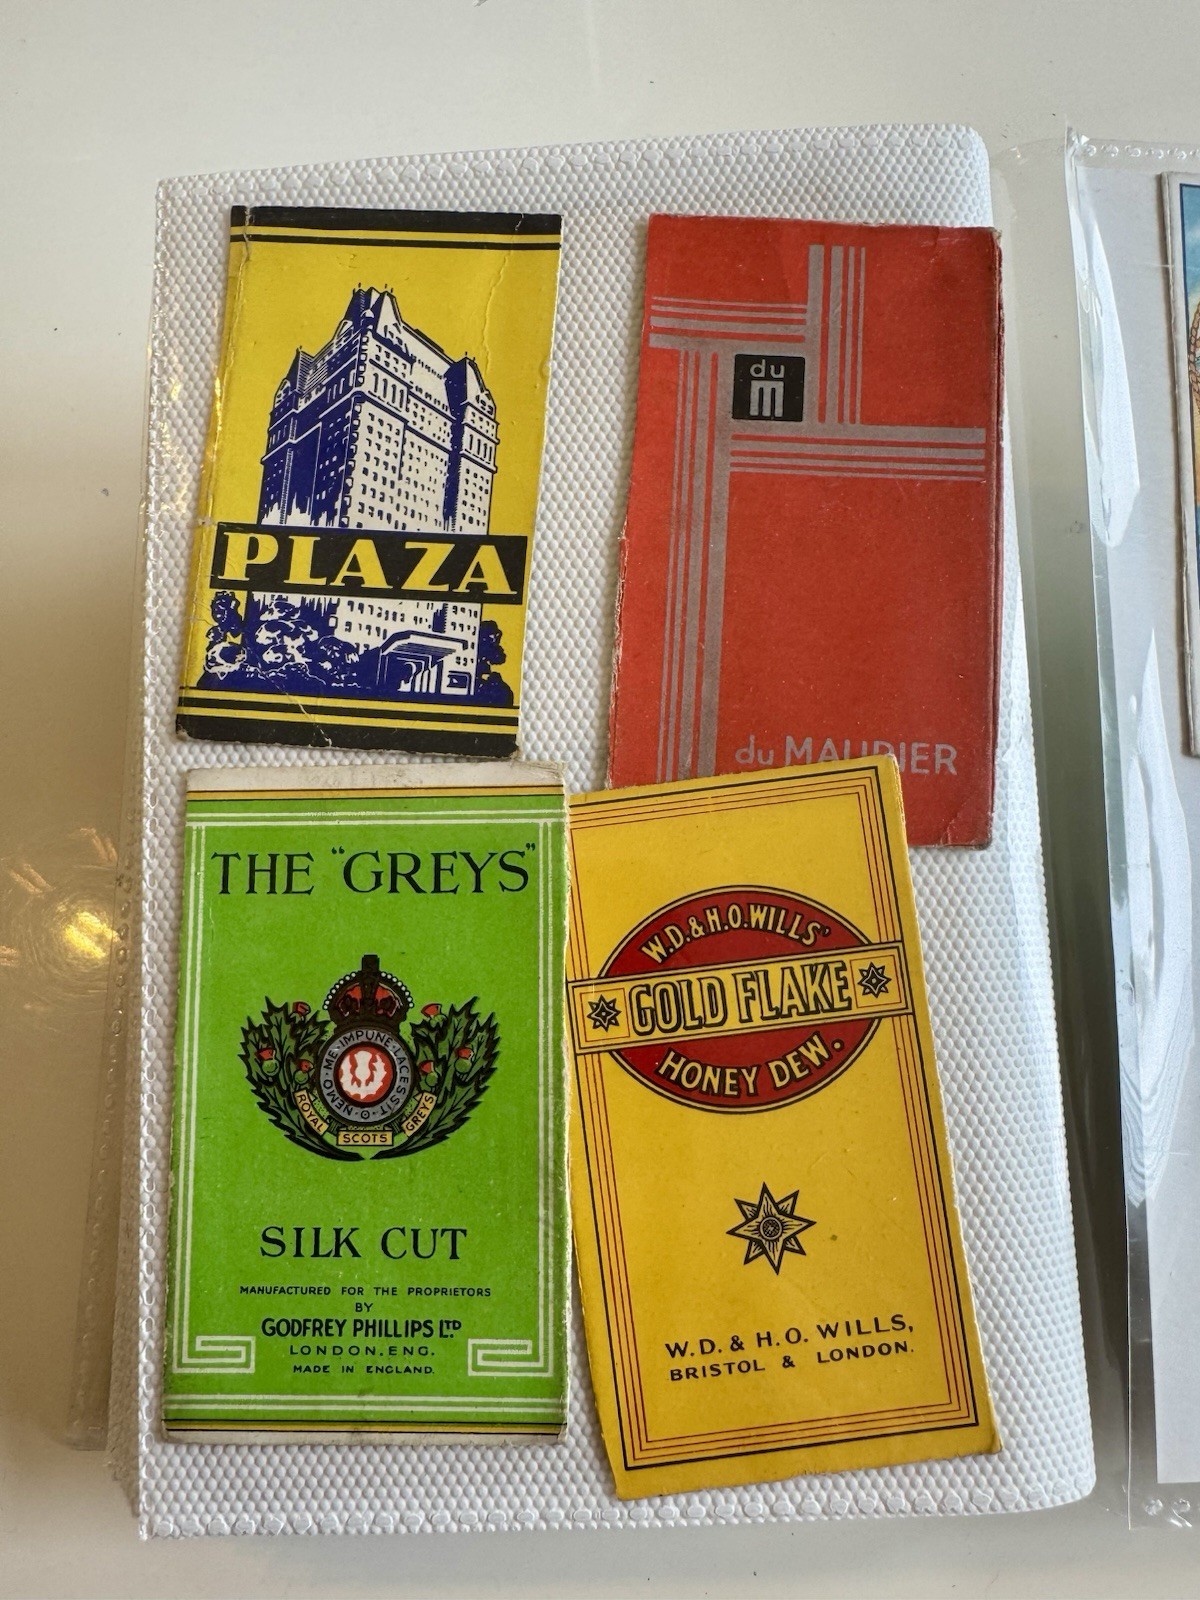 PLAZA
du
m
du MAURIER
THE "GREYS"
NEMO·ME·IMPUNE·LACESSIT·
ROYAL SCOTS GREYS
SILK CUT
MANUFACTURED FOR THE PROPRIETORS
BY
GODFREY PHILLIPS LTD
LONDON. ENG.
MADE IN ENGLAND.
W.D.&H.O.WILLS'
GOLD FLAKE
HONEY DEW.
W.D. & H.O. WILLS,
BRISTOL & LONDON.